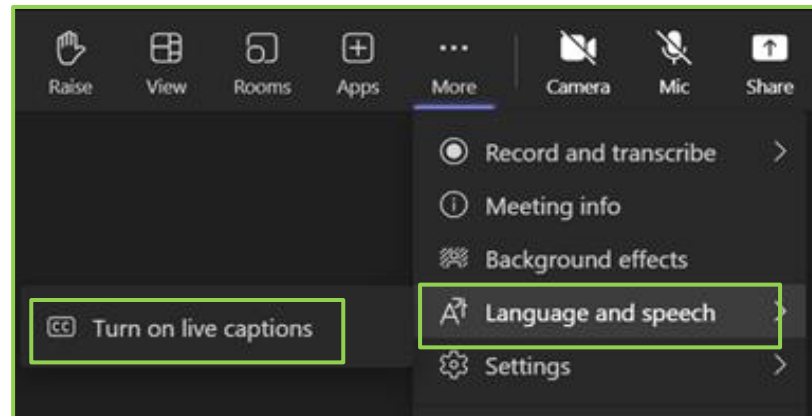 Raise View Rooms Apps More Camera Mic Share
Record and transcribe
Meeting info
Background effects
CC Turn on live captions
Language and speech
Settings